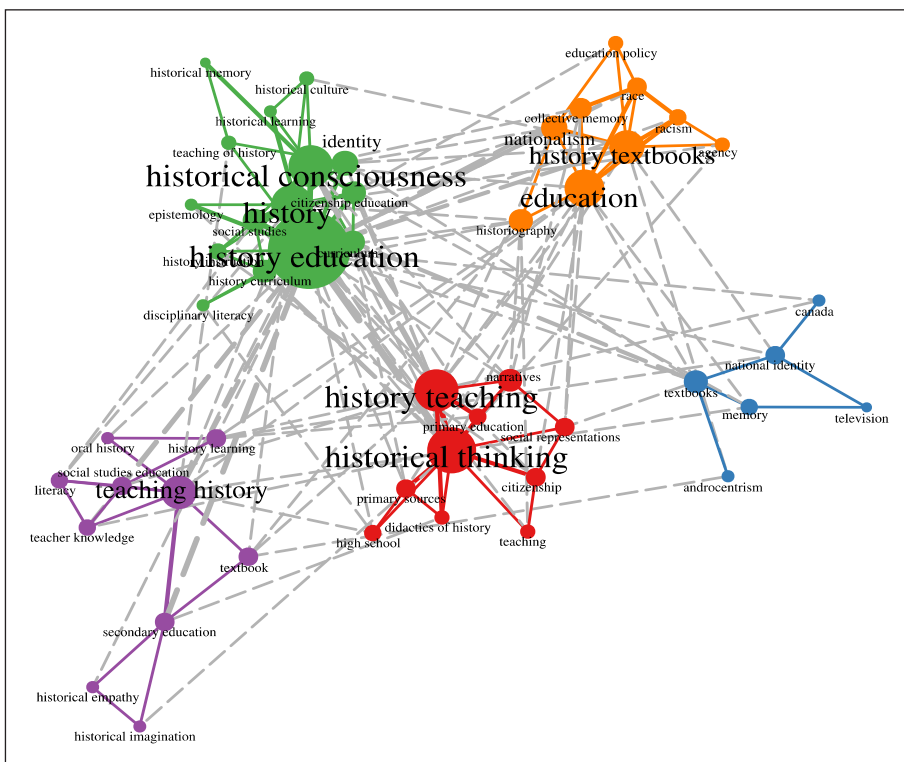 education policy
historical memory
historical culture
race
collective memory
historical learning
racism
nationalism
identity
teaching of history
history textbooks
agency
historical consciousness
education
citizenship education
epistemology
history
historiography
social studies
curriculum
history education
history curriculum
disciplinary literacy
canada
national identity
narratives
textbooks
history teaching
memory
television
primary education
social representations
oral history
history learning
historical thinking
social studies education
literacy
teaching history
citizenship
androcentrism
primary sources
didactics of history
teacher knowledge
high school
teaching
textbook
secondary education
historical empathy
historical imagination